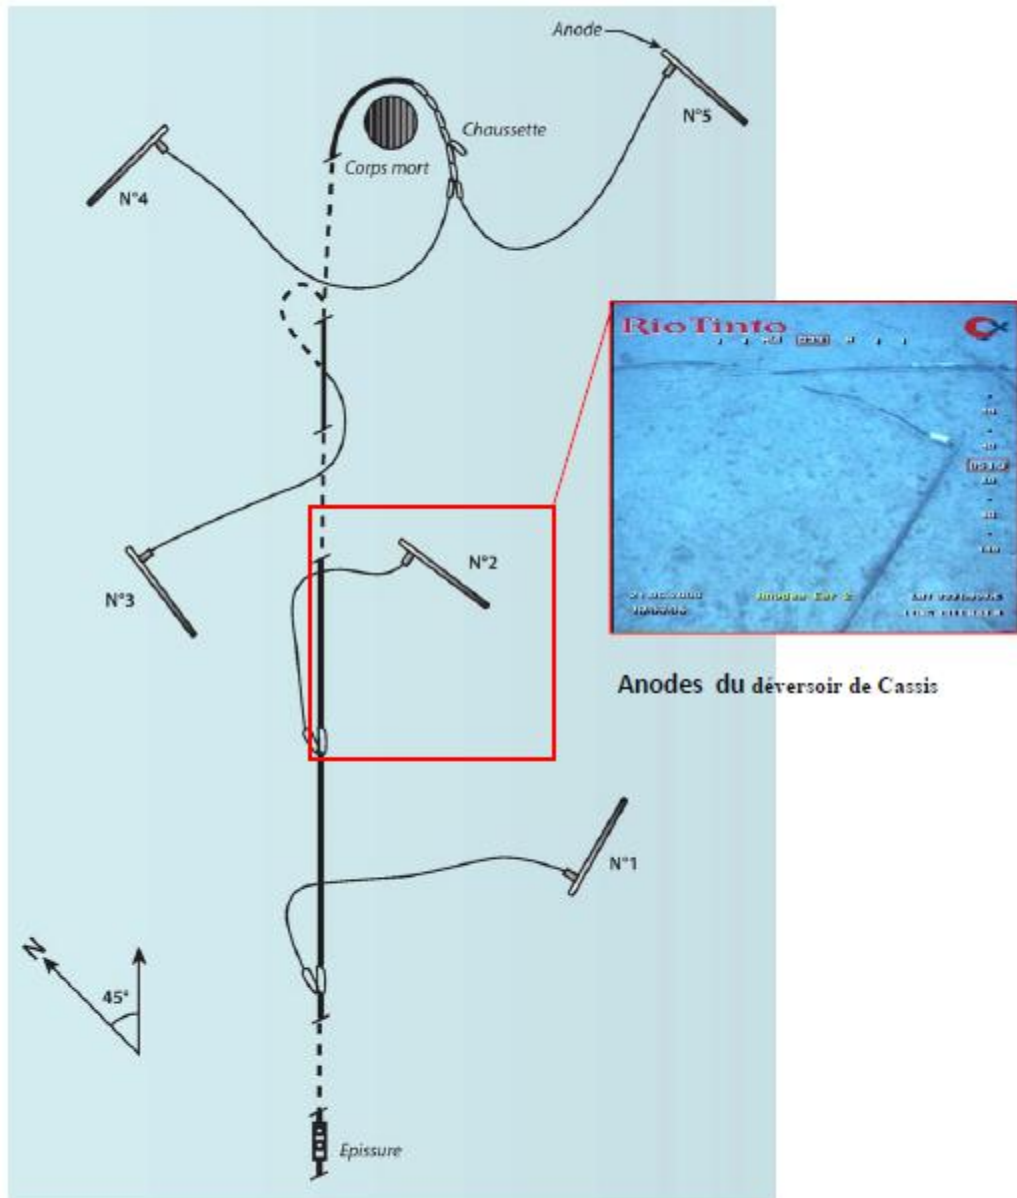 Anode
N°5
Chaussette
Corps mort
N°4
RioTinto
N°2
N°3
Anodes du déversoir de Cassis
N°1
N
45°
Epissure